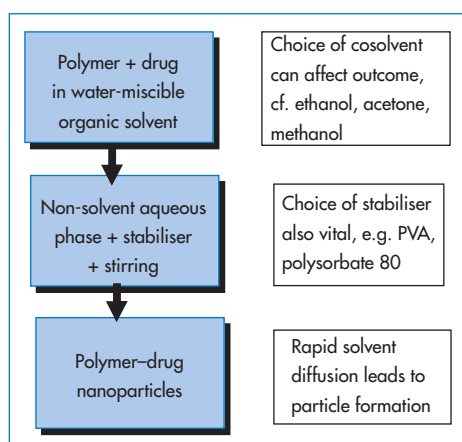 Polymer + drug
in water-miscible
organic solvent
Choice of cosolvent
can affect outcome,
cf. ethanol, acetone,
methanol
Non-solvent aqueous
phase + stabiliser
+ stirring
Choice of stabiliser
also vital, e.g. PVA,
polysorbate 80
Polymer–drug
nanoparticles
Rapid solvent
diffusion leads to
particle formation